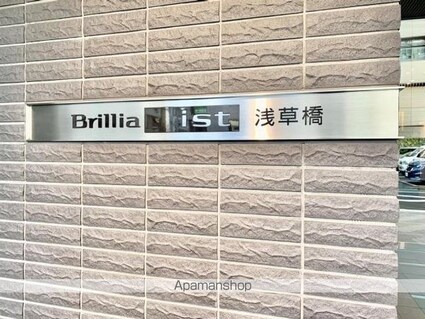 Brillia ist 浅草橋
Apamanshop